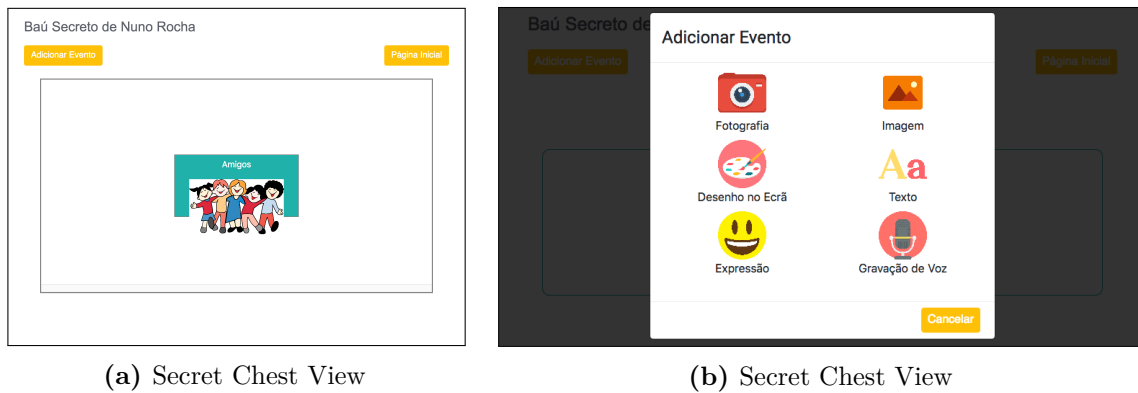 Baú Secreto de Nuno Rocha
Adicionar Evento
Página Inicial
Amigos
Baú Secreto de
Adicionar Evento
Página Inicial
Adicionar Evento
Fotografia
Imagem
Desenho no Ecrã
Aa
Texto
Expressão
Gravação de Voz
Cancelar
(a) Secret Chest View
(b) Secret Chest View